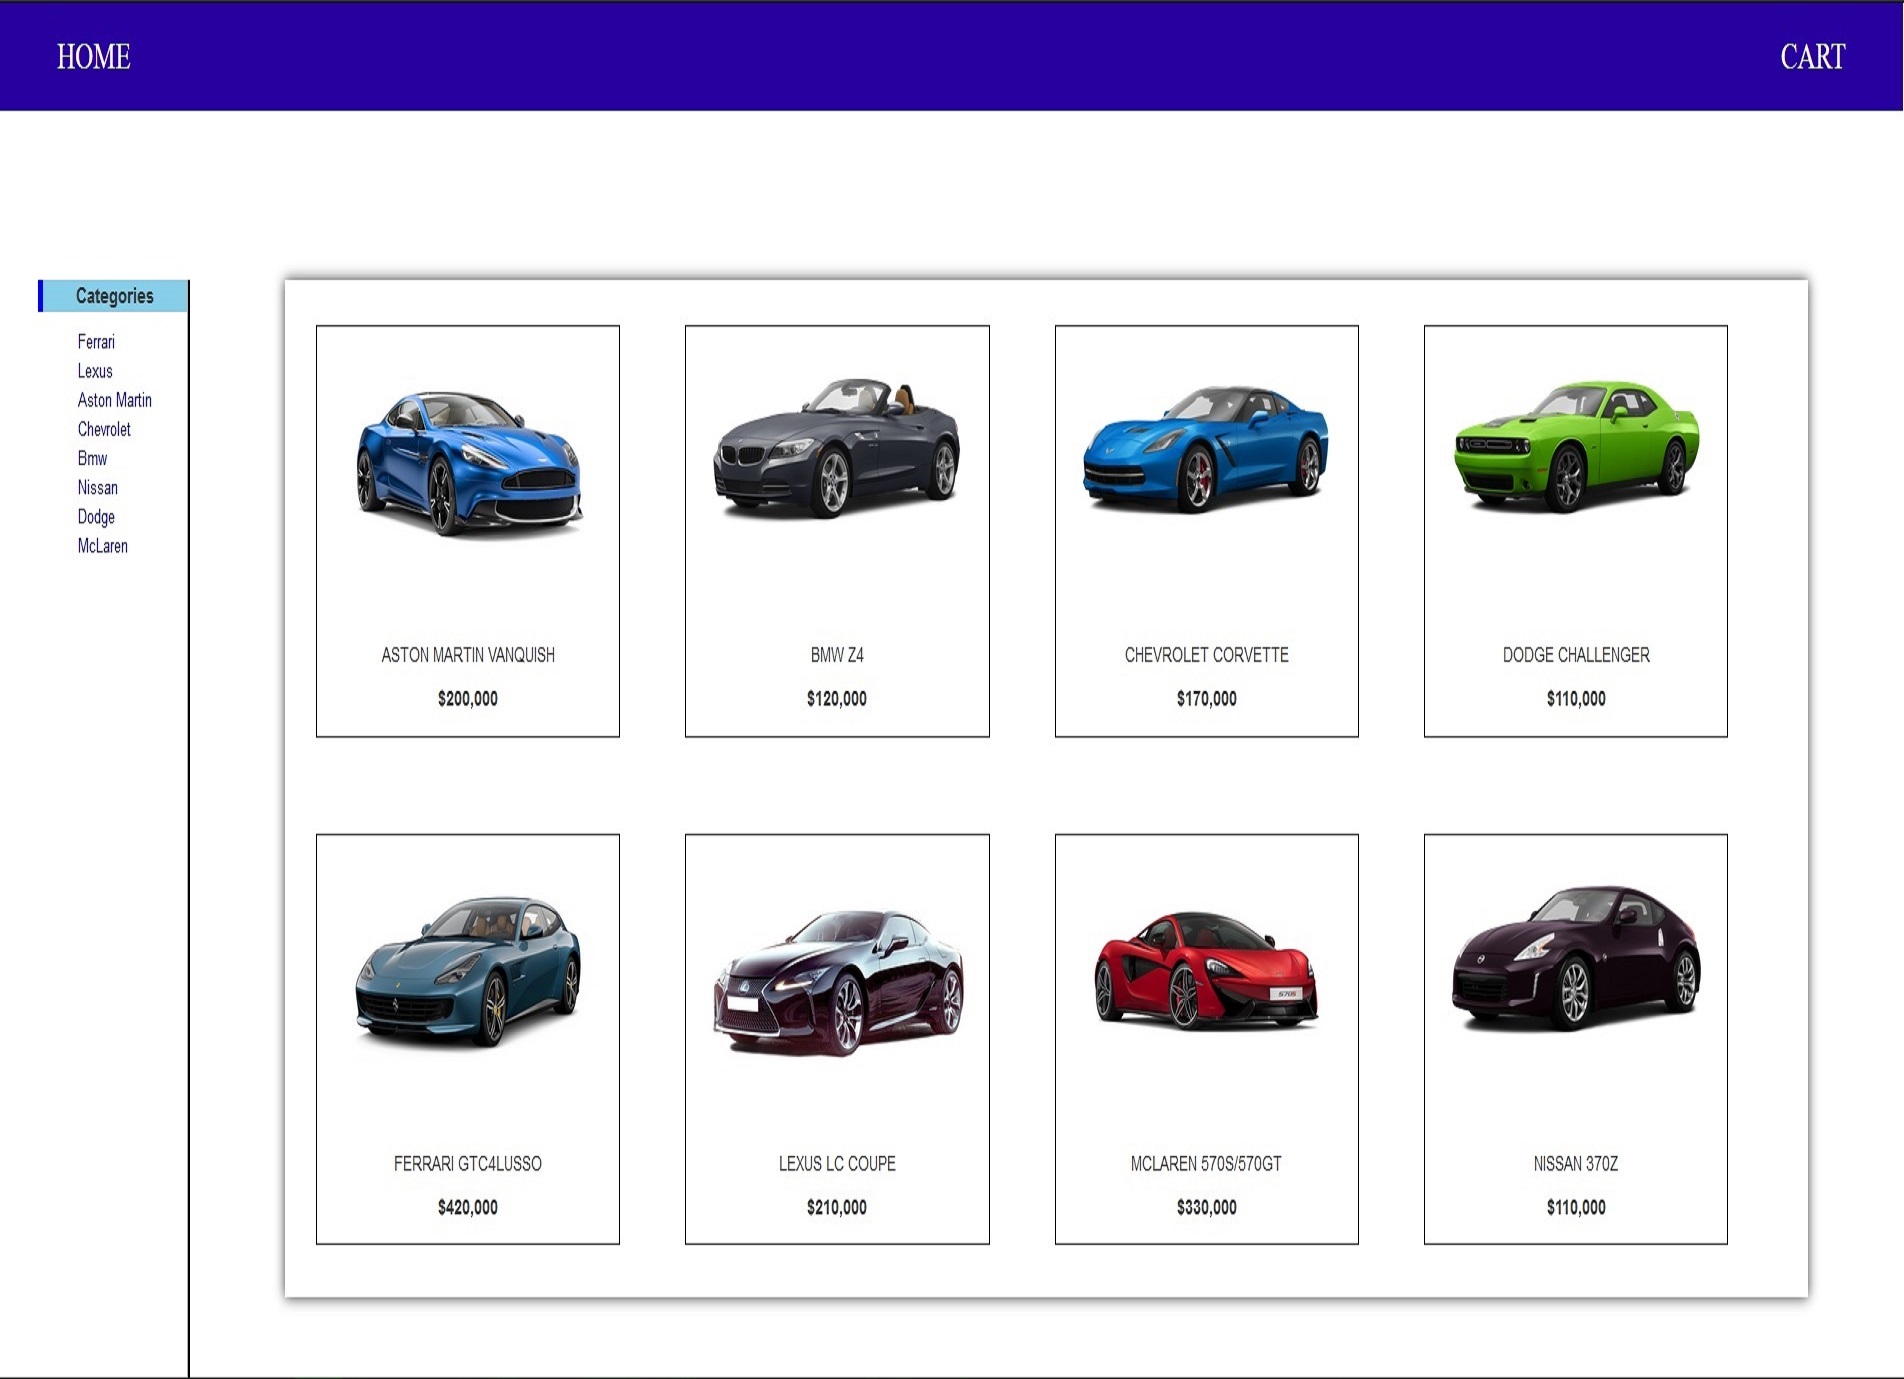 HOME
CART
Categories
Ferrari
Lexus
Aston Martin
Chevrolet
Bmw
Nissan
Dodge
McLaren
ASTON MARTIN VANQUISH
$200,000
BMW Z4
$120,000
CHEVROLET CORVETTE
$170,000
DODGE CHALLENGER
$110,000
FERRARI GTC4LUSSO
$420,000
LEXUS LC COUPE
$210,000
570S
MCLAREN 570S/570GT
$330,000
NISSAN 370Z
$110,000